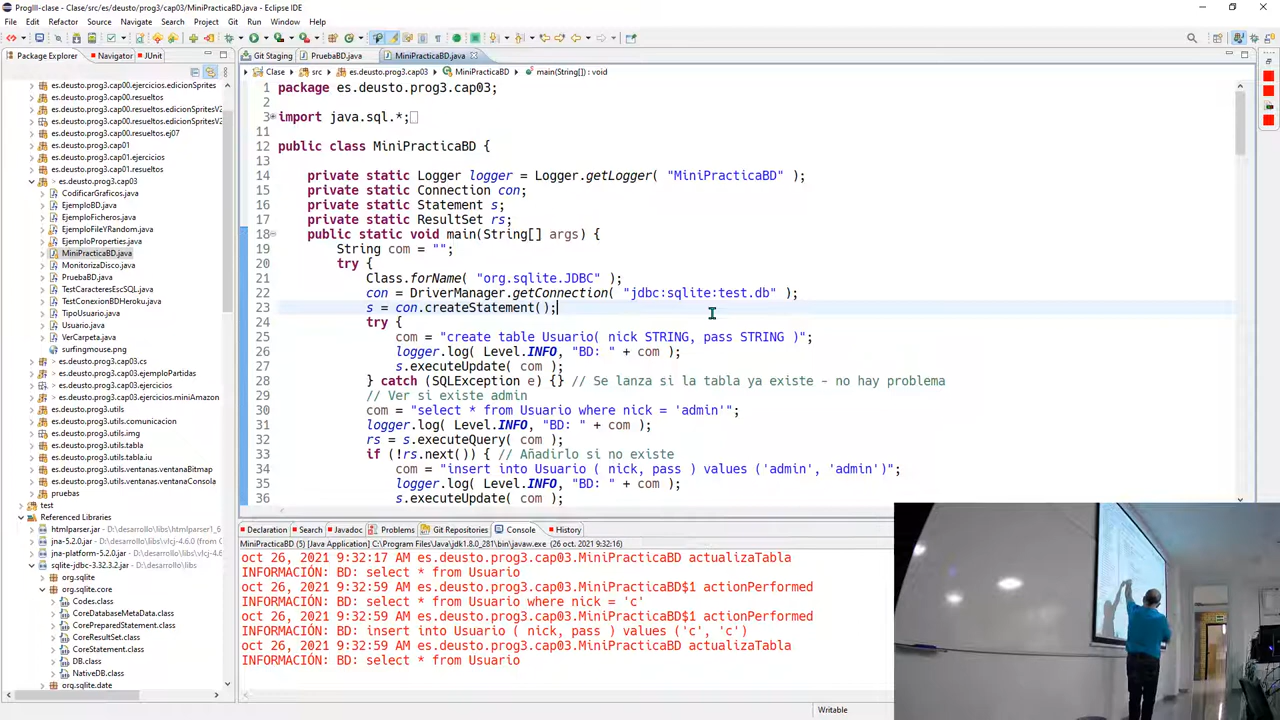 ProgIII-clase - Clase/src/es/deusto/prog3/cap03/MiniPracticaBD.java - Eclipse IDE
File Edit Refactor Source Navigate Search Project Git Run Window Help
Package Explorer Navigator JUnit
es.deusto.prog3.cap00.ejercicios.edicionSprites
es.deusto.prog3.cap00.resueltos
es.deusto.prog3.cap00.resueltos.edicionSpritesV2
es.deusto.prog3.cap00.resueltos.ej07
es.deusto.prog3.cap01
es.deusto.prog3.cap01.ejercicios
es.deusto.prog3.cap01.resueltos
es.deusto.prog3.cap03
CodificarGraficos.java
EjemploBD.java
EjemploFicheros.java
EjemploFileYRandom.java
EjemploProperties.java
MiniPracticaBD.java
MonitorizaDisco.java
PruebaBD.java
TestCaracteresEscSQL.java
TestConexionBDHeroku.java
TipoUsuario.java
Usuario.java
VerCarpeta.java
surfingmouse.png
es.deusto.prog3.cap03.cs
es.deusto.prog3.cap03.ejemploPartidas
es.deusto.prog3.cap03.ejercicios
es.deusto.prog3.cap03.ejercicios.miniAmazon
es.deusto.prog3.utils
es.deusto.prog3.utils.comunicacion
es.deusto.prog3.utils.img
es.deusto.prog3.utils.tabla
es.deusto.prog3.utils.tabla.iu
es.deusto.prog3.utils.ventanas.ventanaBitmap
es.deusto.prog3.utils.ventanas.ventanaConsola
pruebas
test
Referenced Libraries
htmlparser.jar - D:\desarrollo\libs\htmlparser1_6
jna-5.2.0.jar - D:\desarrollo\libs\vlcj-4.6.0 (
jna-platform-5.2.0.jar - D:\desarrollo\libs\vlc
sqlite-jdbc-3.32.3.2.jar - D:\desarrollo\libs
org.sqlite
org.sqlite.core
Codes.class
CoreDatabaseMetaData.class
CorePreparedStatement.class
CoreResultSet.class
CoreStatement.class
DB.class
NativeDB.class
org.sqlite.date
Git Staging PruebaBD.java MiniPracticaBD.java
Clase src es.deusto.prog3.cap03 MiniPracticaBD main(String[]) : void
1 package es.deusto.prog3.cap03;
2
3 import java.sql.*;
11
12 public class MiniPracticaBD {
13
14 private static Logger logger = Logger.getLogger( "MiniPracticaBD" );
15 private static Connection con;
16 private static Statement s;
17 private static ResultSet rs;
18 public static void main(String[] args) {
19 String com = "";
20 try {
21 Class.forName( "org.sqlite.JDBC" );
22 con = DriverManager.getConnection( "jdbc:sqlite:test.db" );
23 s = con.createStatement();
24 try {
25 com = "create table Usuario( nick STRING, pass STRING )";
26 logger.log( Level.INFO, "BD: " + com );
27 s.executeUpdate( com );
28 } catch (SQLException e) {} // Se lanza si la tabla ya existe - no hay problema
29 // Ver si existe admin
30 com = "select * from Usuario where nick = 'admin'";
31 logger.log( Level.INFO, "BD: " + com );
32 rs = s.executeQuery( com );
33 if (!rs.next()) { // Añadirlo si no existe
34 com = "insert into Usuario ( nick, pass ) values ('admin', 'admin')";
35 logger.log( Level.INFO, "BD: " + com );
36 s.executeUpdate( com );
Declaration Search Javadoc Problems Git Repositories Console History
MiniPracticaBD (5) [Java Application] C:\Program Files\Java\jdk1.8.0_281\bin\javaw.exe (26 oct. 2021 9:32:16)
oct 26, 2021 9:32:17 AM es.deusto.prog3.cap03.MiniPracticaBD actualizaTabla
INFORMACIÓN: BD: select * from Usuario
oct 26, 2021 9:32:59 AM es.deusto.prog3.cap03.MiniPracticaBD$1 actionPerformed
INFORMACIÓN: BD: select * from Usuario where nick = 'c'
oct 26, 2021 9:32:59 AM es.deusto.prog3.cap03.MiniPracticaBD$1 actionPerformed
INFORMACIÓN: BD: insert into Usuario ( nick, pass ) values ('c', 'c')
oct 26, 2021 9:32:59 AM es.deusto.prog3.cap03.MiniPracticaBD actualizaTabla
INFORMACIÓN: BD: select * from Usuario
Writable